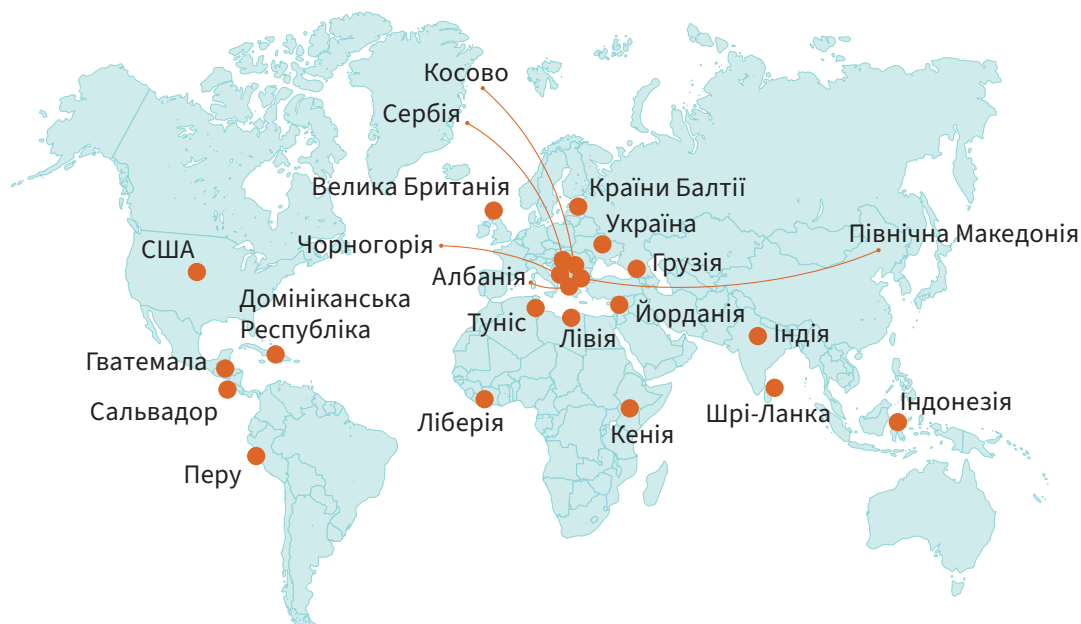 Косово
Сербія
Велика Британія
Країни Балтії
Україна
Північна Македонія
Чорногорія
США
Грузія
Албанія
Домініканська
Республіка
Йорданія
Туніс
Лівія
Індія
Гватемала
Сальвадор
Ліберія
Кенія
Шрі-Ланка
Індонезія
Перу